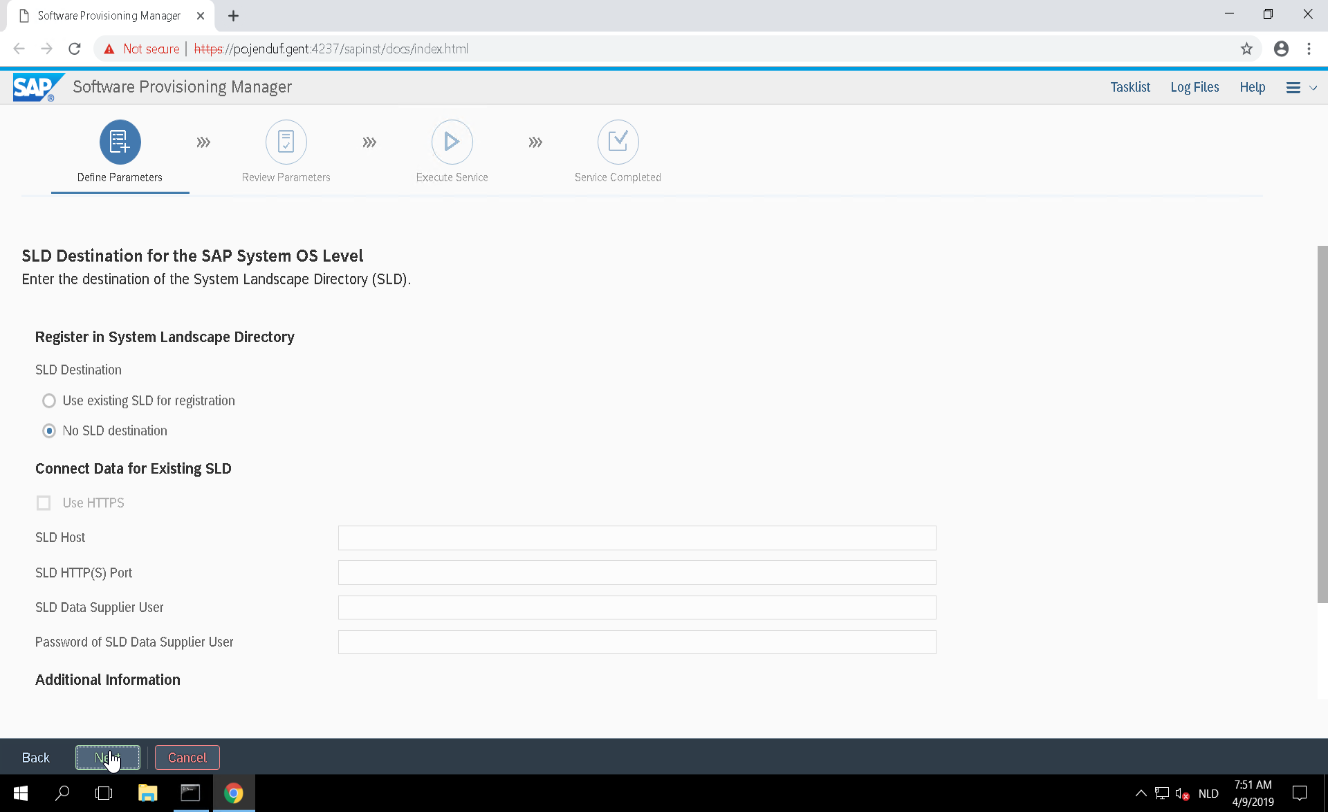 Software Provisioning Manager
Not secure | https://pojenduf.gent:4237/sapinst/docs/index.html
SAP Software Provisioning Manager
Tasklist Log Files Help
Define Parameters Review Parameters Execute Service Service Completed
SLD Destination for the SAP System OS Level
Enter the destination of the System Landscape Directory (SLD).
Register in System Landscape Directory
SLD Destination
Use existing SLD for registration
No SLD destination
Connect Data for Existing SLD
Use HTTPS
SLD Host
SLD HTTP(S) Port
SLD Data Supplier User
Password of SLD Data Supplier User
Additional Information
Back Next Cancel
NLD
7:51 AM
4/9/2019